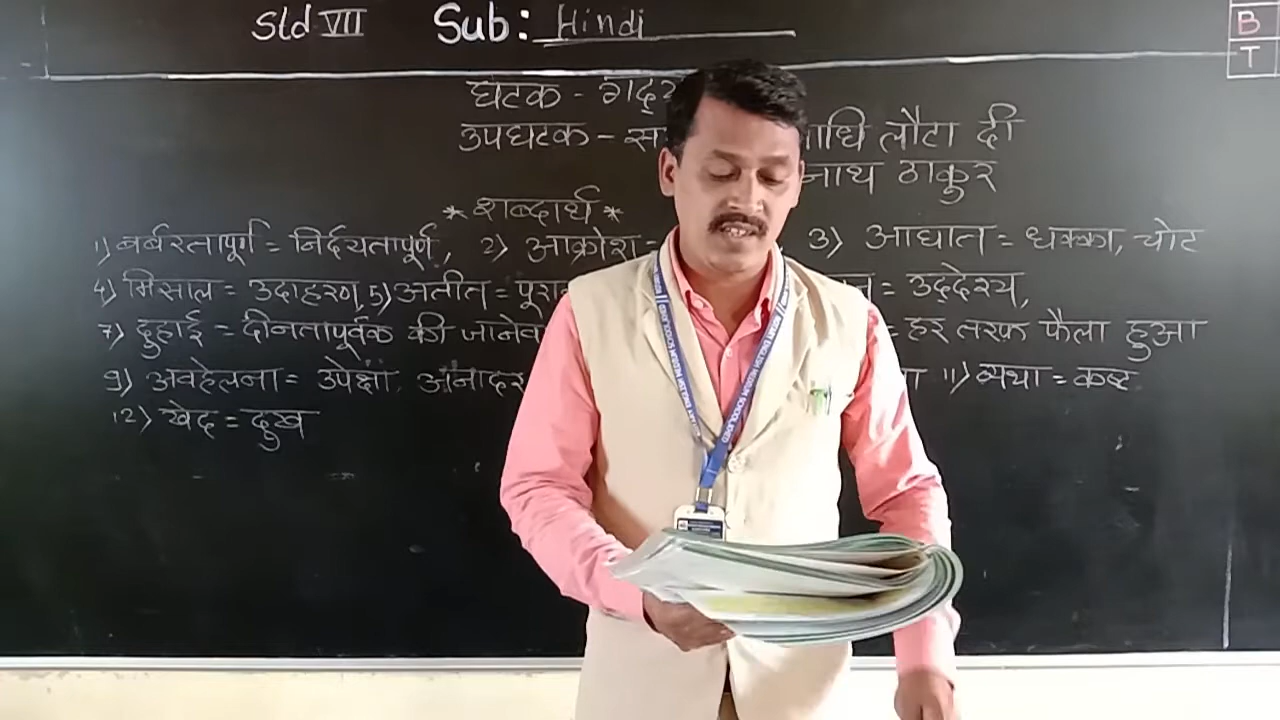 Std VII Sub: Hindi
B
T
घटक - गद्य
उपघटक - स धि लौटा दी
नाथ ठाकुर
* शब्दार्थ *
1) बर्बरतापूर्ण = निर्दयतापूर्ण, 2) आक्रोश = 3) आघात = धक्का, चोट
4) मिसाल = उदाहरण, 5) अतीत = = उद्देश्य,
7) दुहाई = दीनतापूर्वक की = हर तरफ फैला हुआ
9) अवहेलना = उपेक्षा, अनादर 11) व्यथा = कष्ट
12) खेद = दुख